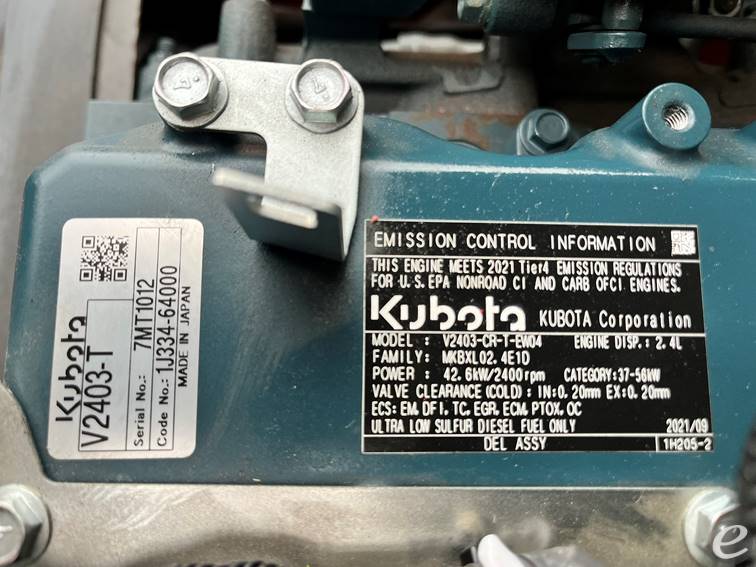 Kubota
V2403-T
Serial No.: 7MT1012
Code No.: 1J334-64000
MADE IN JAPAN
EMISSION CONTROL INFORMATION
THIS ENGINE MEETS 2021 Tier4 EMISSION REGULATIONS
FOR U.S. EPA NONROAD CI AND CARB OFCI ENGINES.
Kubota KUBOTA Corporation
MODEL : V2403-CR-T-EW04 ENGINE DISP.: 2.4L
FAMILY: MKBXL02.4E1D
POWER : 42.6kW/2400rpm CATEGORY:37-56kW
VALVE CLEARANCE (COLD) : IN:0.20mm EX:0.20mm
ECS: EM, DFI, TC, EGR, ECM, PTOX, OC
ULTRA LOW SULFUR DIESEL FUEL ONLY 2021/09
DEL ASSY 1H205-2
e